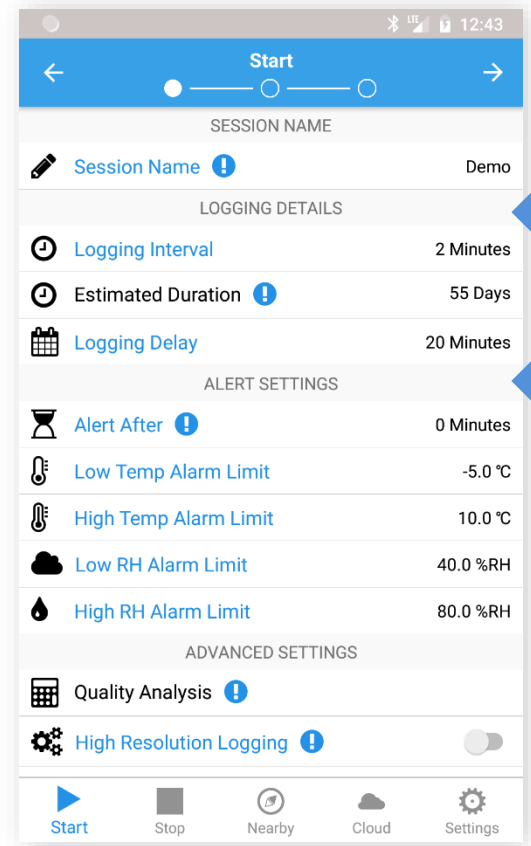 LTE 12:43
Start
SESSION NAME
Session Name Demo
LOGGING DETAILS
Logging Interval 2 Minutes
Estimated Duration 55 Days
Logging Delay 20 Minutes
ALERT SETTINGS
Alert After 0 Minutes
Low Temp Alarm Limit -5.0 °C
High Temp Alarm Limit 10.0 °C
Low RH Alarm Limit 40.0 %RH
High RH Alarm Limit 80.0 %RH
ADVANCED SETTINGS
Quality Analysis
High Resolution Logging
Start Stop Nearby Cloud Settings